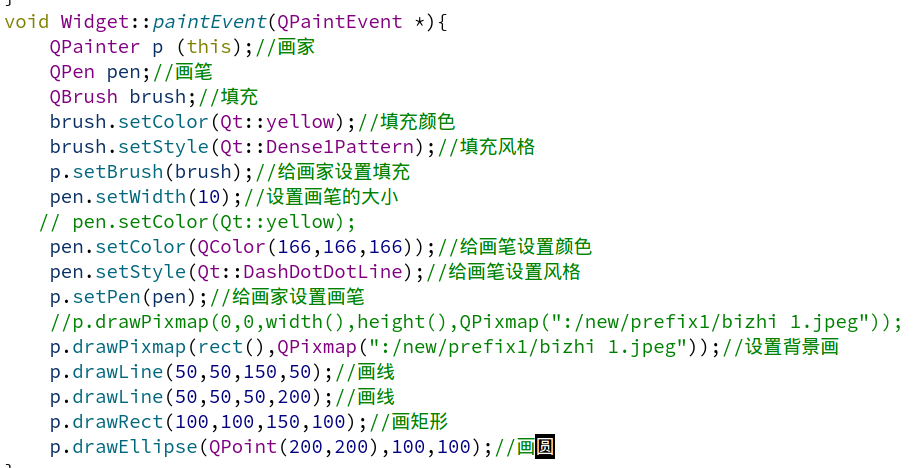 }
void Widget::paintEvent(QPaintEvent *){
    QPainter p (this);//画家
    QPen pen;//画笔
    QBrush brush;//填充
    brush.setColor(Qt::yellow);//填充颜色
    brush.setStyle(Qt::Dense1Pattern);//填充风格
    p.setBrush(brush);//给画家设置填充
    pen.setWidth(10);//设置画笔的大小
   // pen.setColor(Qt::yellow);
    pen.setColor(QColor(166,166,166));//给画笔设置颜色
    pen.setStyle(Qt::DashDotDotLine);//给画笔设置风格
    p.setPen(pen);//给画家设置画笔
    //p.drawPixmap(0,0,width(),height(),QPixmap(":/new/prefix1/bizhi 1.jpeg"));
    p.drawPixmap(rect(),QPixmap(":/new/prefix1/bizhi 1.jpeg"));//设置背景画
    p.drawLine(50,50,150,50);//画线
    p.drawLine(50,50,50,200);//画线
    p.drawRect(100,100,150,100);//画矩形
    p.drawEllipse(QPoint(200,200),100,100);//画圆
}